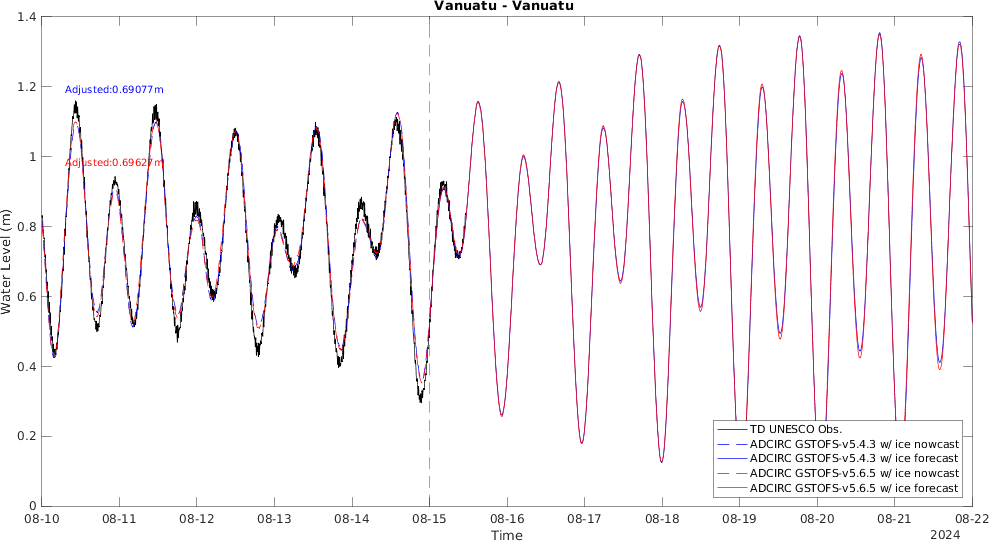 Vanuatu - Vanuatu
1.4
1.2
1
0.8
0.6
0.4
0.2
0
Water Level (m)
Adjusted:0.69077m
Adjusted:0.69627m
TD UNESCO Obs.
ADCIRC GSTOFS-v5.4.3 w/ ice nowcast
ADCIRC GSTOFS-v5.4.3 w/ ice forecast
ADCIRC GSTOFS-v5.6.5 w/ ice nowcast
ADCIRC GSTOFS-v5.6.5 w/ ice forecast
08-10 08-11 08-12 08-13 08-14 08-15 08-16 08-17 08-18 08-19 08-20 08-21 08-22
Time
2024